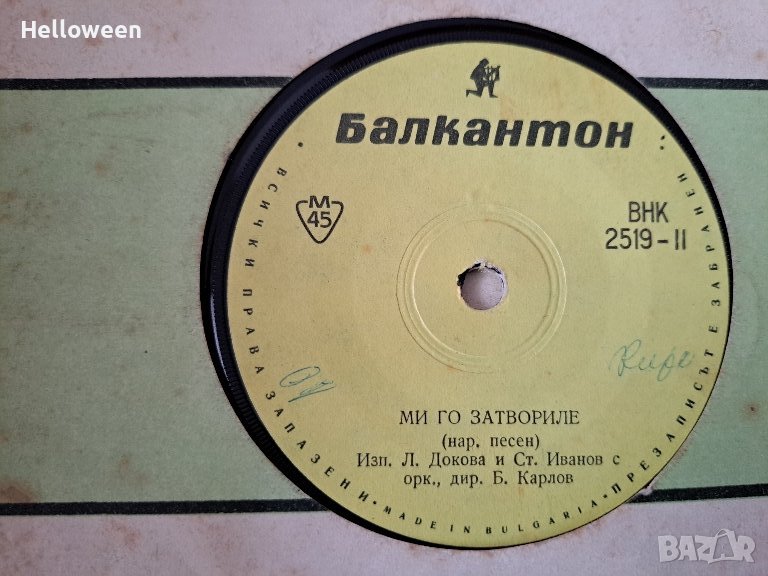 Helloween
Балкантон
М
45
ВНК
2519-II
МИ ГО ЗАТВОРИЛЕ
(нар. песен)
Изп. Л. Докова и Ст. Иванов с
орк., дир. Б. Карлов
ВСИЧКИ ПРАВА ЗАПАЗЕНИ • MADE IN BULGARIA • ПРЕЗАПИСЪТ Е ЗАБРАНЕН
BAZAR